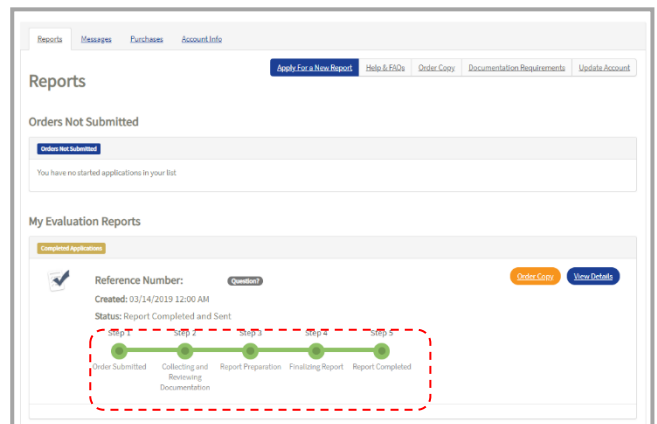 Reports Messages Purchases Account Info
Apply For a New Report Help & FAQs Order Copy Documentation Requirements Update Account
Reports
Orders Not Submitted
Orders Not Submitted
You have no started applications in your list
My Evaluation Reports
Completed Applications
Reference Number: Question?
Order Copy View Details
Created: 03/14/2019 12:00 AM
Status: Report Completed and Sent
Step 1 Step 2 Step 3 Step 4 Step 5
Order Submitted Collecting and Report Preparation Finalizing Report Report Completed
Reviewing
Documentation